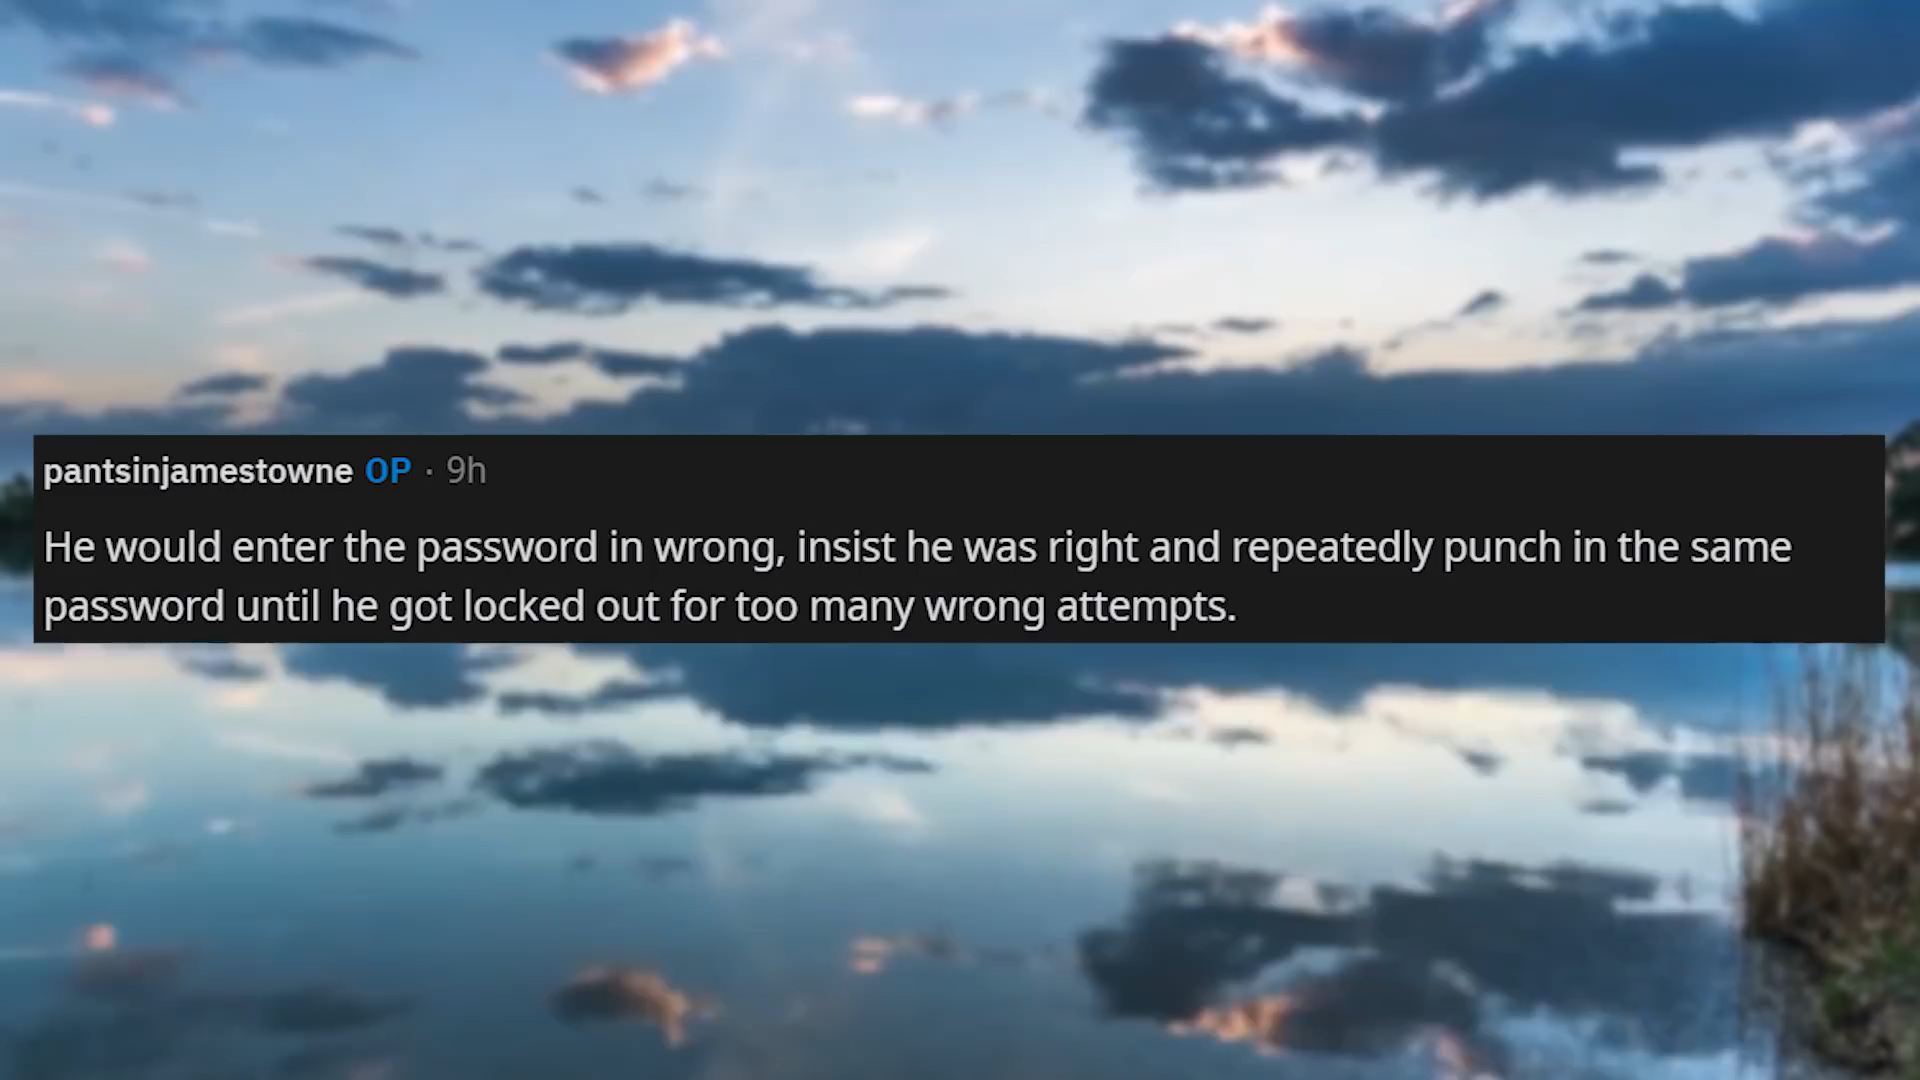 pantsinjamestowne OP · 9h
He would enter the password in wrong, insist he was right and repeatedly punch in the same
password until he got locked out for too many wrong attempts.